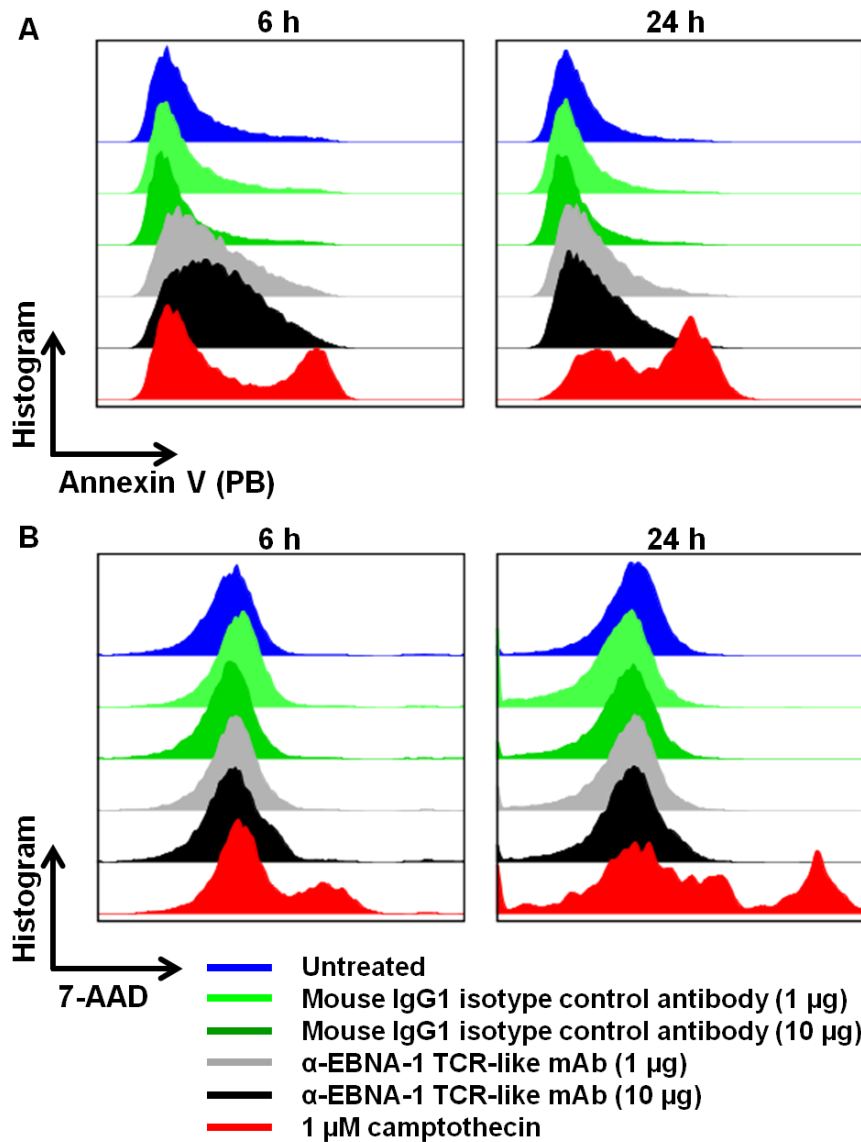 A
6 h
24 h
Histogram
Annexin V (PB)
B
6 h
24 h
Histogram
7-AAD
Untreated
Mouse IgG1 isotype control antibody (1 µg)
Mouse IgG1 isotype control antibody (10 µg)
α-EBNA-1 TCR-like mAb (1 µg)
α-EBNA-1 TCR-like mAb (10 µg)
1 µM camptothecin